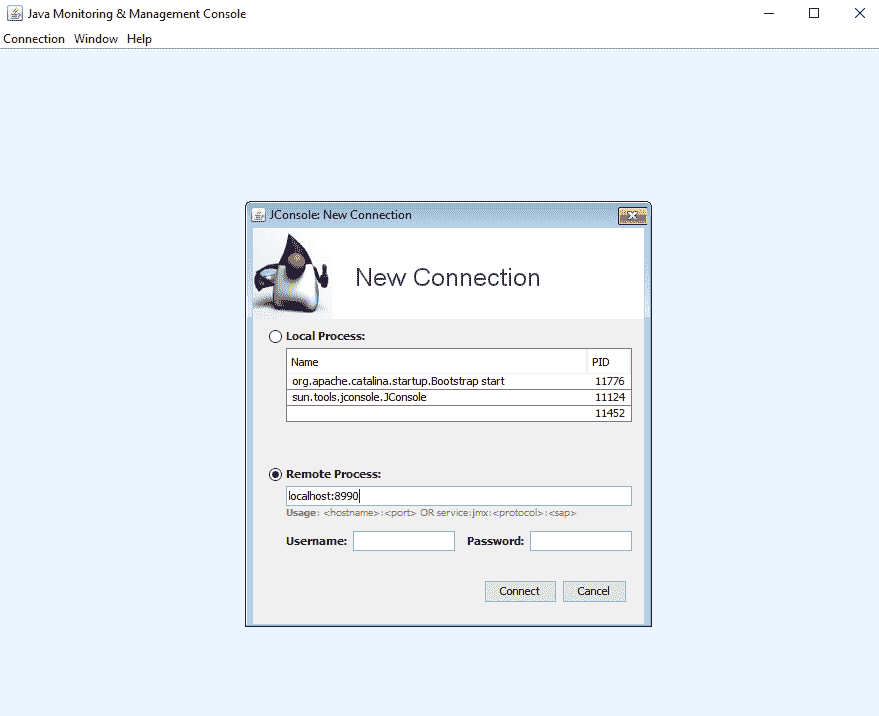 Java Monitoring & Management Console
Connection Window Help
JConsole: New Connection
New Connection
Local Process:
Name PID
org.apache.catalina.startup.Bootstrap start 11776
sun.tools.jconsole.JConsole 11124
11452
Remote Process:
localhost:8990
Usage: <hostname>:<port> OR service:jmx:<protocol>:<sap>
Username: Password:
Connect Cancel